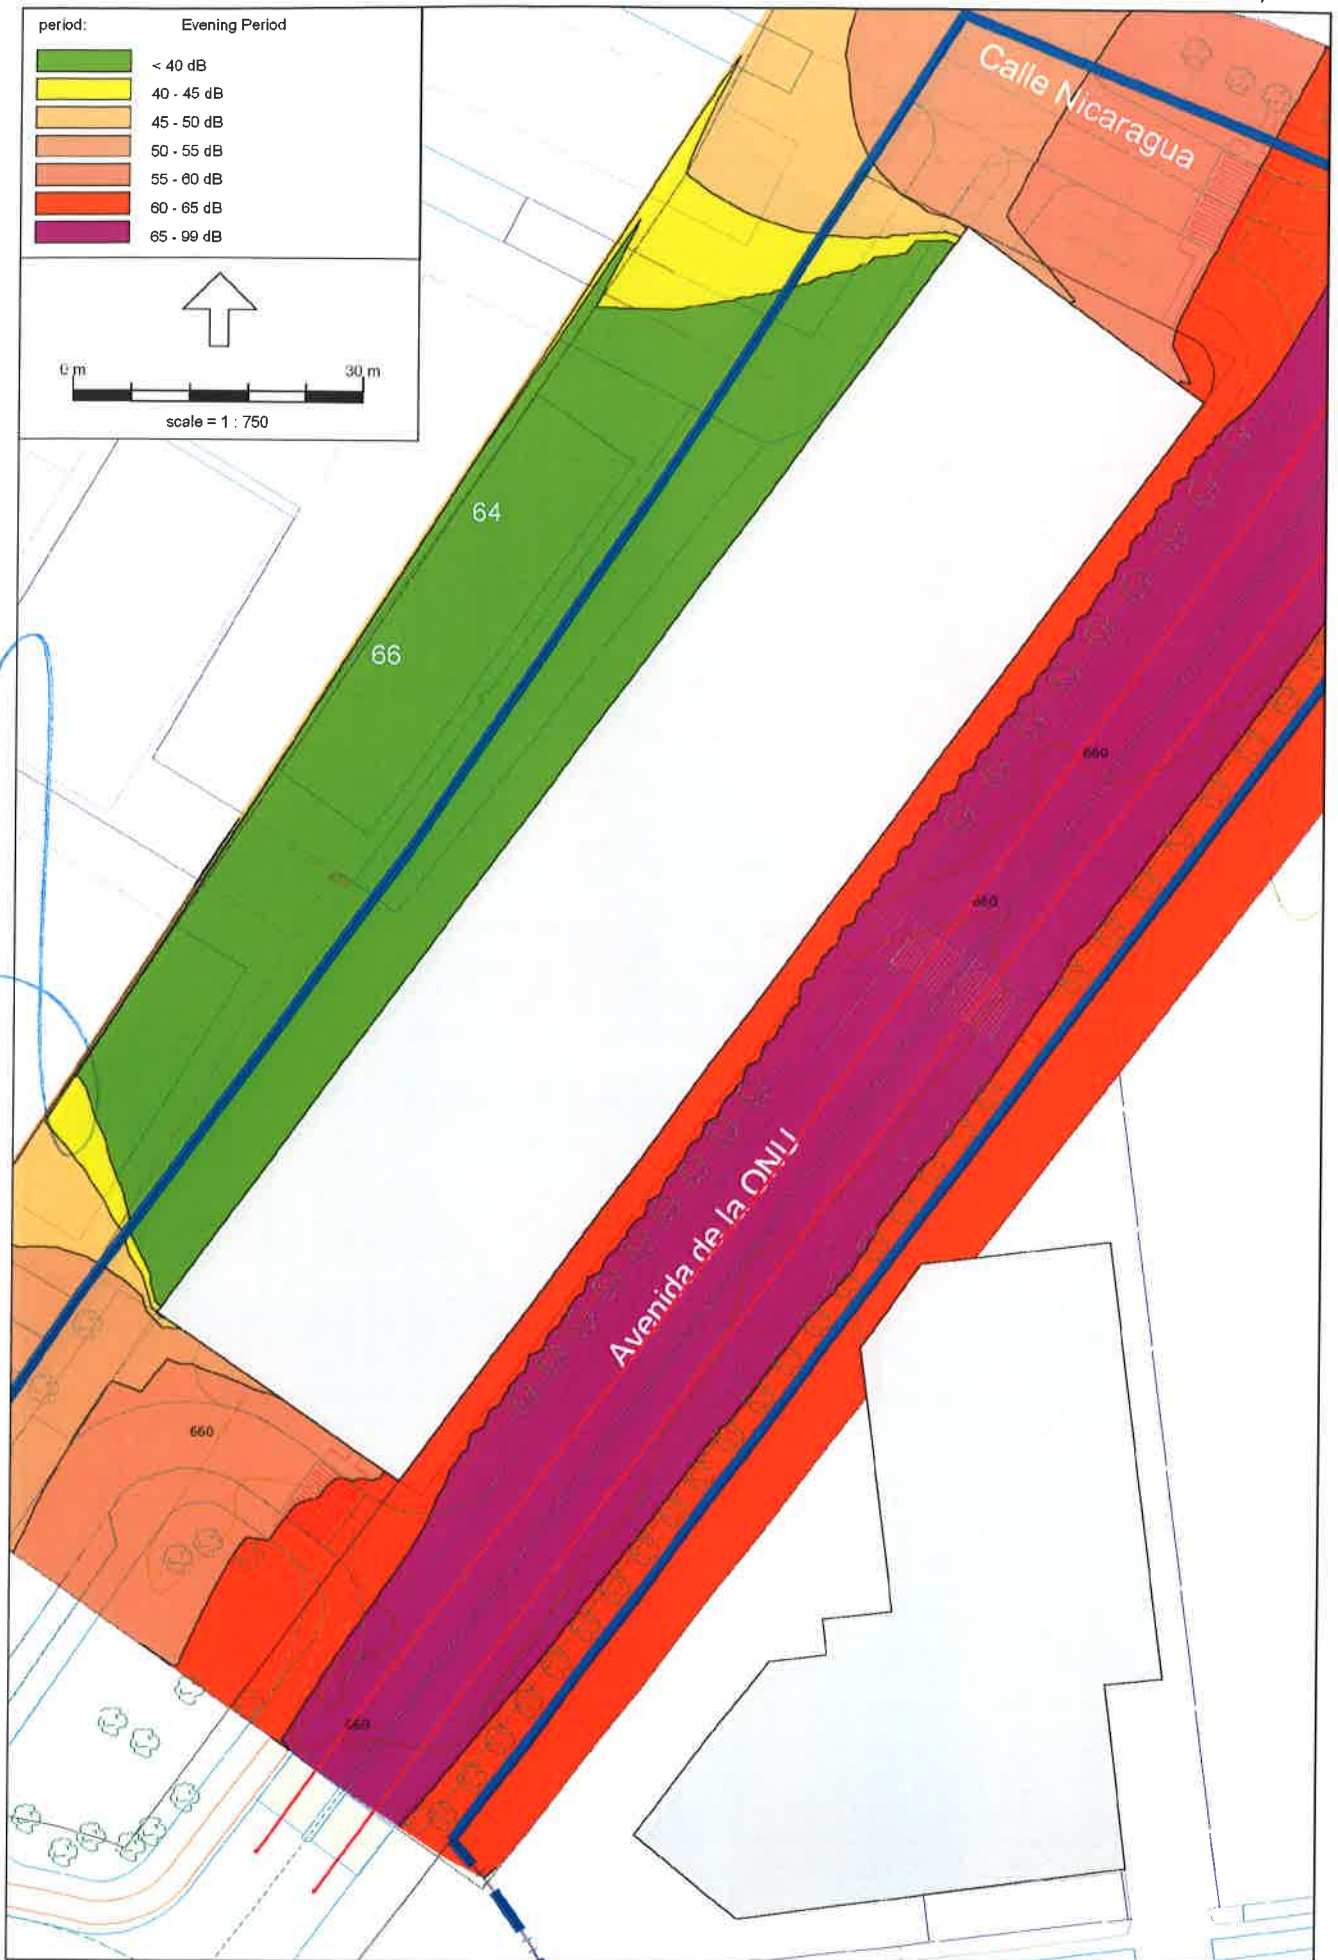 period: Evening Period
< 40 dB
40 - 45 dB
45 - 50 dB
50 - 55 dB
55 - 60 dB
60 - 65 dB
65 - 99 dB
0 m 30 m
scale = 1 : 750
Calle Nicaragua
64
66
660
660
Avenida de la ONU
660
660